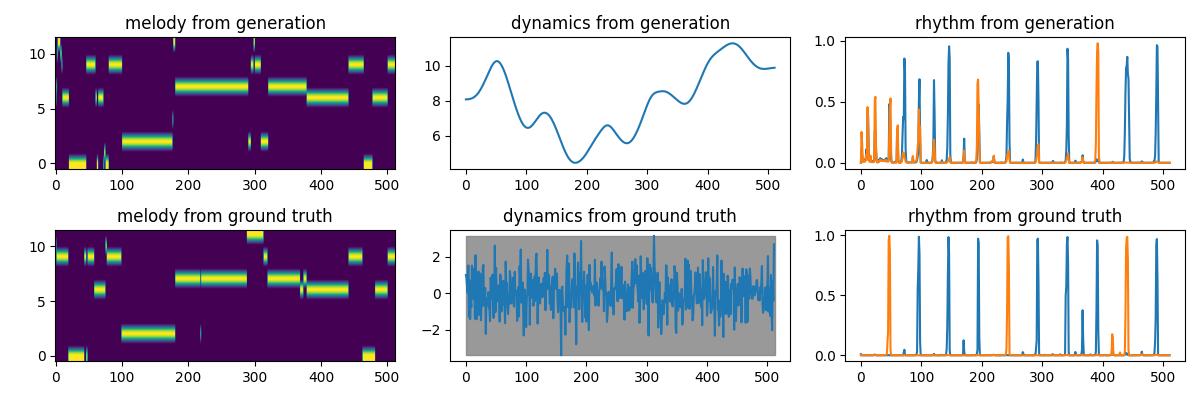 melody from generation
dynamics from generation
rhythm from generation
10
5
0
0 100 200 300 400 500
10
8
6
0 100 200 300 400 500
1.0
0.5
0.0
0 100 200 300 400 500
melody from ground truth
dynamics from ground truth
rhythm from ground truth
10
5
0
0 100 200 300 400 500
2
0
−2
0 100 200 300 400 500
1.0
0.5
0.0
0 100 200 300 400 500